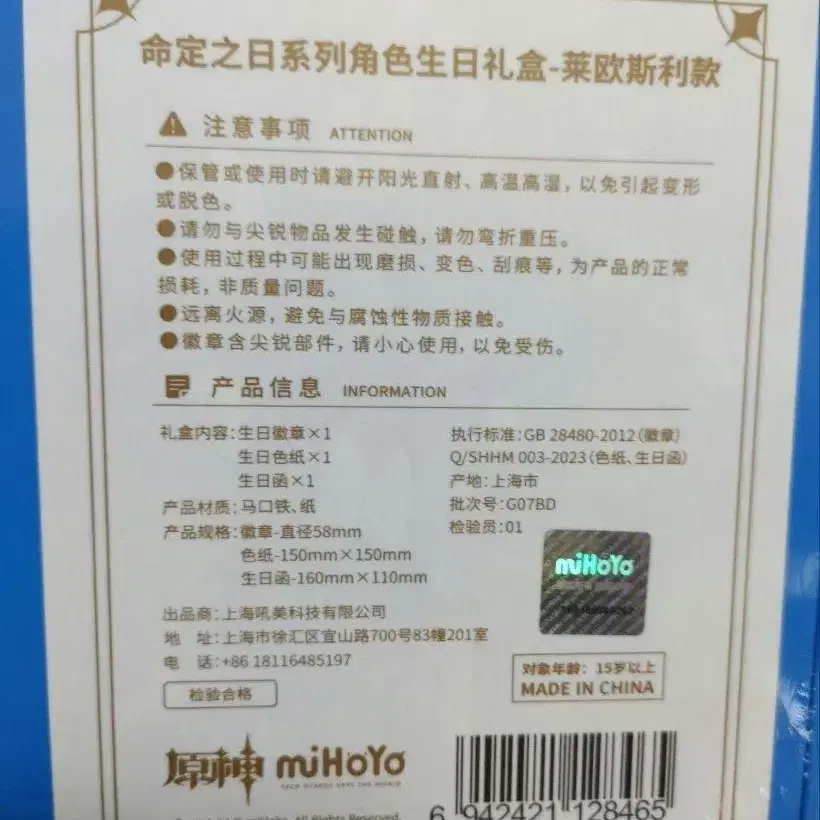 命定之日系列角色生日礼盒-莱欧斯利款
注意事项 ATTENTION
●保管或使用时请避开阳光直射、高温高湿，以免引起变形
或脱色。
●请勿与尖锐物品发生碰触，请勿弯折重压。
●使用过程中可能出现磨损、变色、刮痕等，为产品的正常
损耗，非质量问题。
●远离火源，避免与腐蚀性物质接触。
●徽章含尖锐部件，请小心使用，以免受伤。
产品信息 INFORMATION
礼盒内容：生日徽章×1
生日色纸×1
生日函×1
产品材质：马口铁、纸
产品规格：徽章-直径58mm
色纸-150mm×150mm
生日函-160mm×110mm
执行标准：GB 28480-2012（徽章）
Q/SHHM 003-2023（色纸、生日函）
产地：上海市
批次号：G07BD
检验员：01
miHoYo
出品商：上海吼美科技有限公司
地 址：上海市徐汇区宜山路700号83幢201室
电 话：+86 18116485197
检验合格
对象年龄：15岁以上
MADE IN CHINA
原神 miHoYo
TECH OTAKUS SAVE THE WORLD
miHoYo. All Rights Reserved.
6 942421 128465